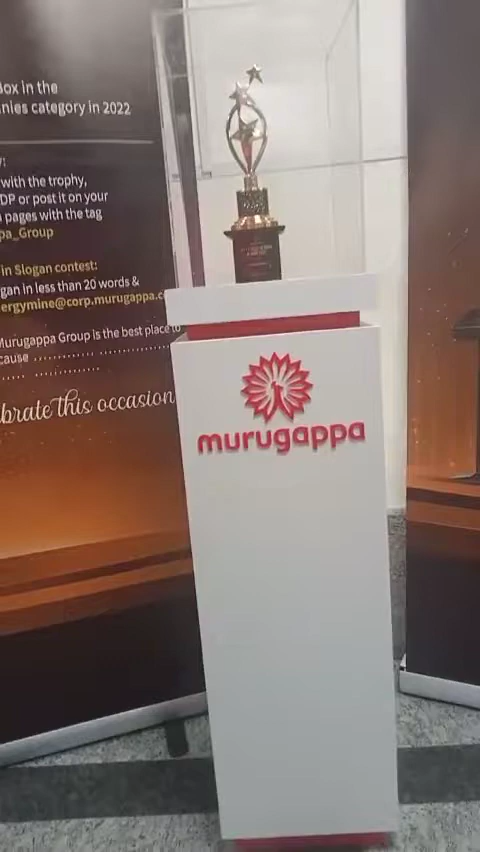 Box in the
nies category in 2022
with the trophy,
DP or post it on your
pages with the tag
pa_Group
in Slogan contest:
gan in less than 20 words &
ergymine@corp.murugappa.c
Murugappa Group is the best place to
cause ..................
brate this occasion
murugappa